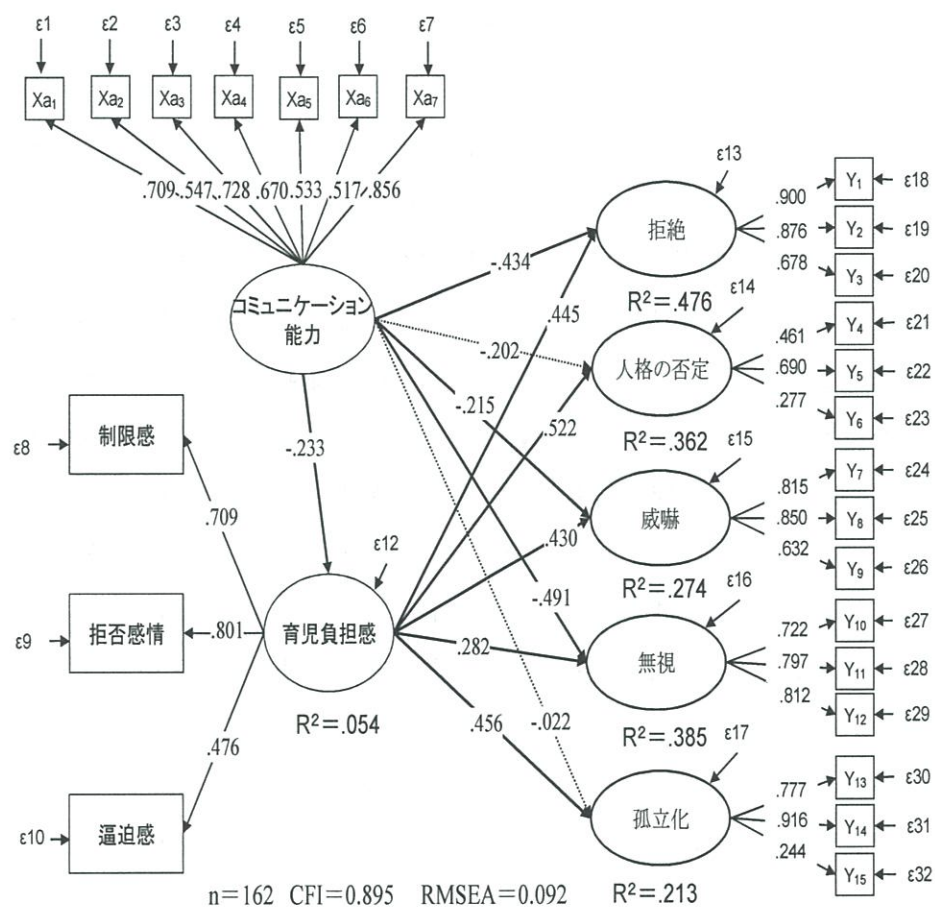 ε1 ε2 ε3 ε4 ε5 ε6 ε7
Xa₁ Xa₂ Xa₃ Xa₄ Xa₅ Xa₆ Xa₇
.709 .547 .728 .670 .533 .517 .856
コミュニケーション
能力
-.434
.445
-.202
-.215
.522
-.233
.430
-.491
.282
.456
-.022
ε8
制限感
.709
ε9
拒否感情
.801
ε10
逼迫感
.476
ε12
育児負担感
R²=.054
ε13
拒絶
R²=.476
ε14
人格の否定
R²=.362
ε15
威嚇
R²=.274
ε16
無視
R²=.385
ε17
孤立化
R²=.213
.900 Y₁ ε18
.876 Y₂ ε19
.678 Y₃ ε20
.461 Y₄ ε21
.690 Y₅ ε22
.277 Y₆ ε23
.815 Y₇ ε24
.850 Y₈ ε25
.632 Y₉ ε26
.722 Y₁₀ ε27
.797 Y₁₁ ε28
.812 Y₁₂ ε29
.777 Y₁₃ ε30
.916 Y₁₄ ε31
.244 Y₁₅ ε32
n=162 CFI=0.895 RMSEA=0.092